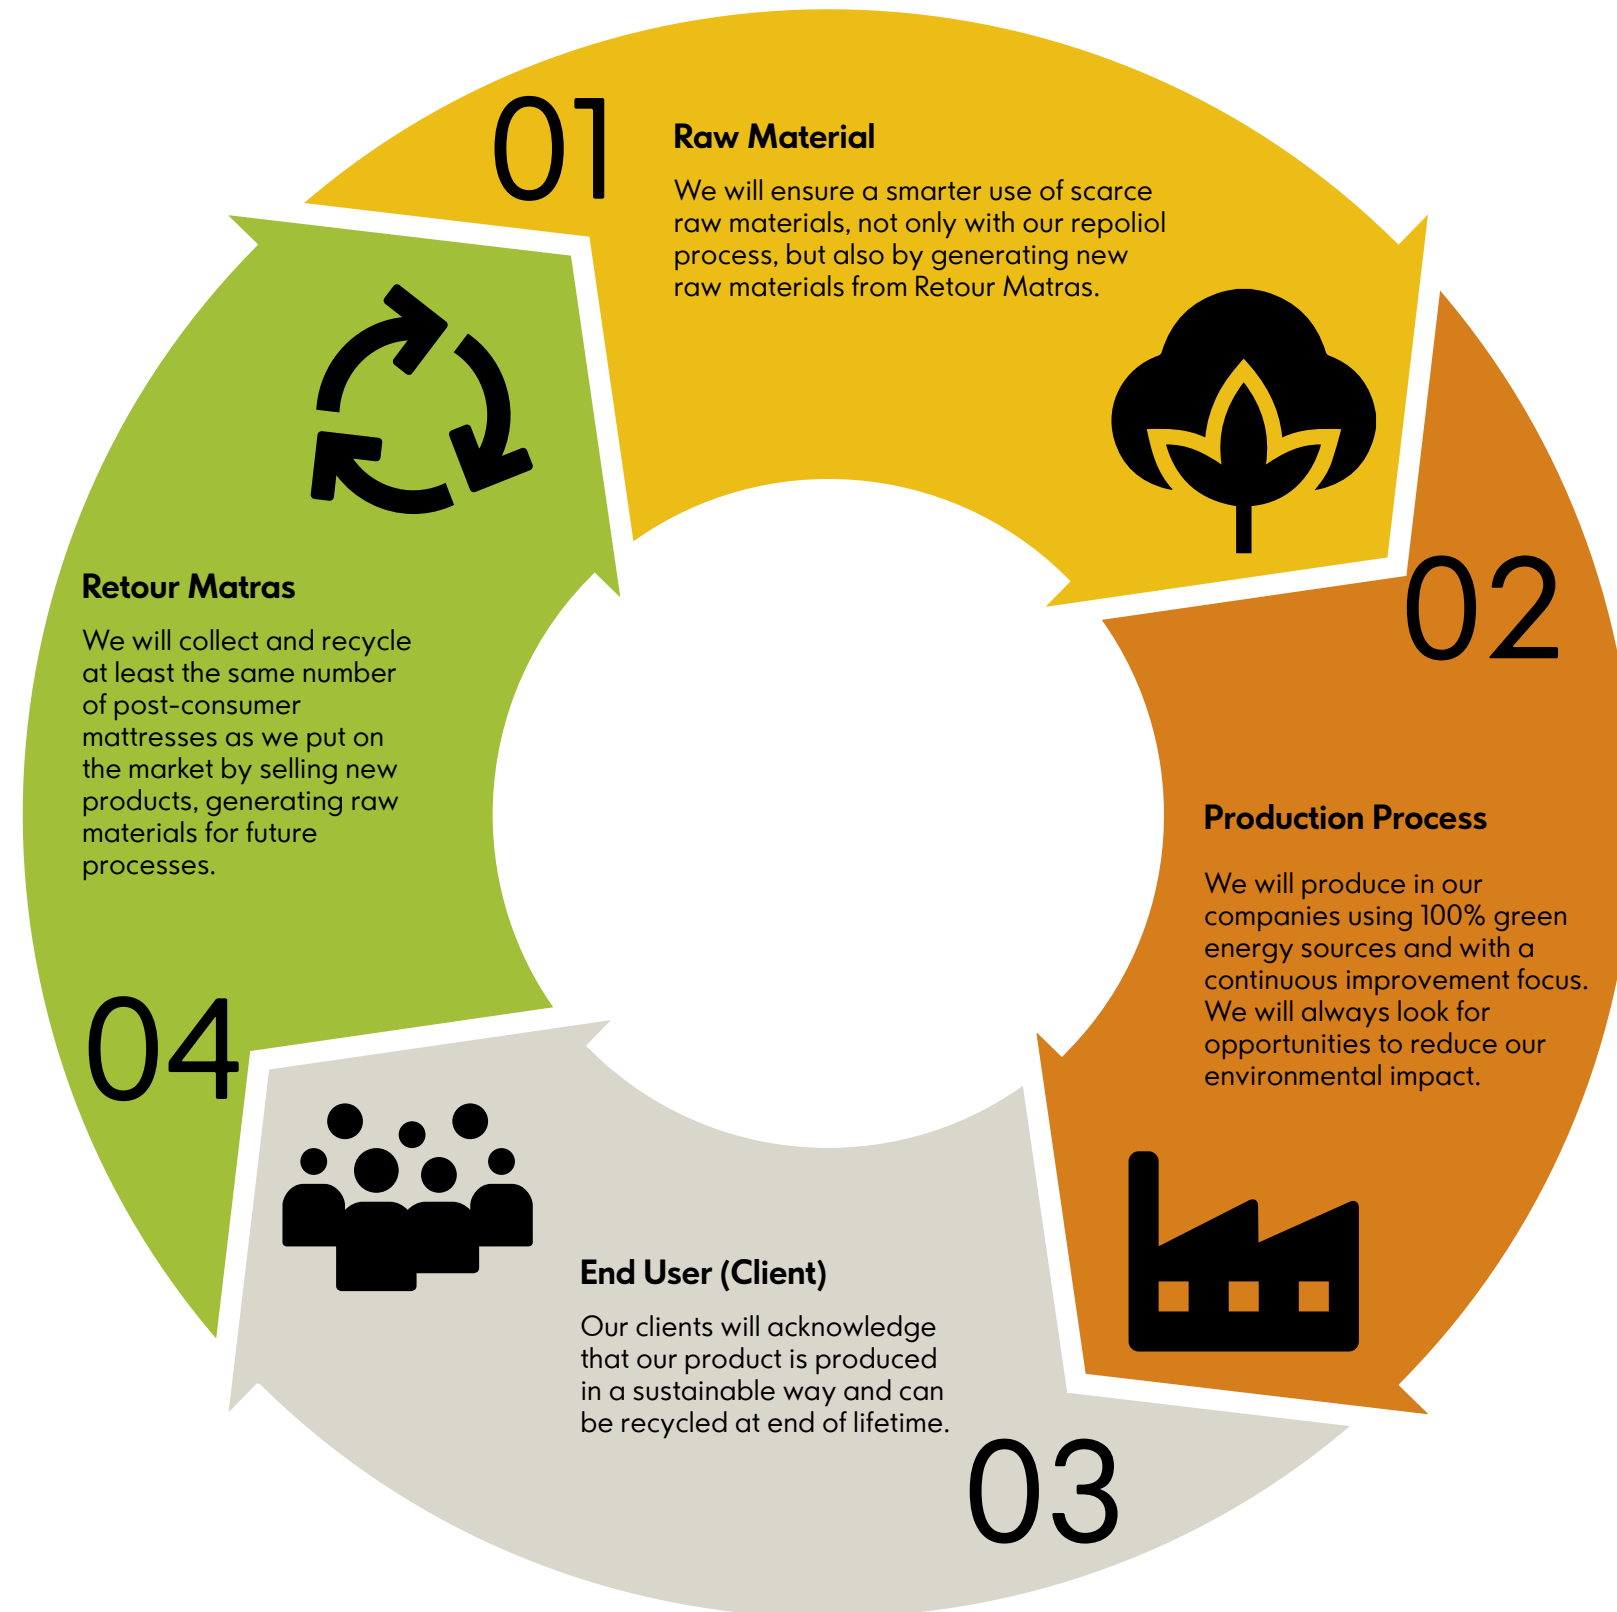 01
Raw Material
We will ensure a smarter use of scarce
raw materials, not only with our repoliol
process, but also by generating new
raw materials from Retour Matras.
02
Production Process
We will produce in our
companies using 100% green
energy sources and with a
continuous improvement focus.
We will always look for
opportunities to reduce our
environmental impact.
03
End User (Client)
Our clients will acknowledge
that our product is produced
in a sustainable way and can
be recycled at end of lifetime.
04
Retour Matras
We will collect and recycle
at least the same number
of post-consumer
mattresses as we put on
the market by selling new
products, generating raw
materials for future
processes.